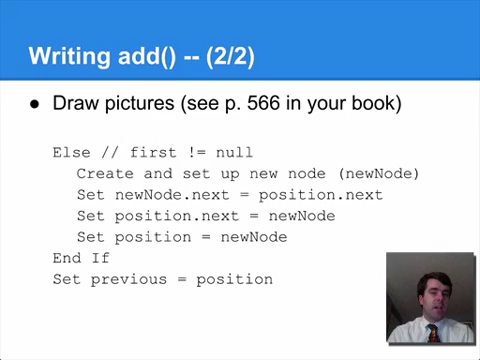 Writing add() -- (2/2)
● Draw pictures (see p. 566 in your book)
Else // first != null
Create and set up new node (newNode)
Set newNode.next = position.next
Set position.next = newNode
Set position = newNode
End If
Set previous = position